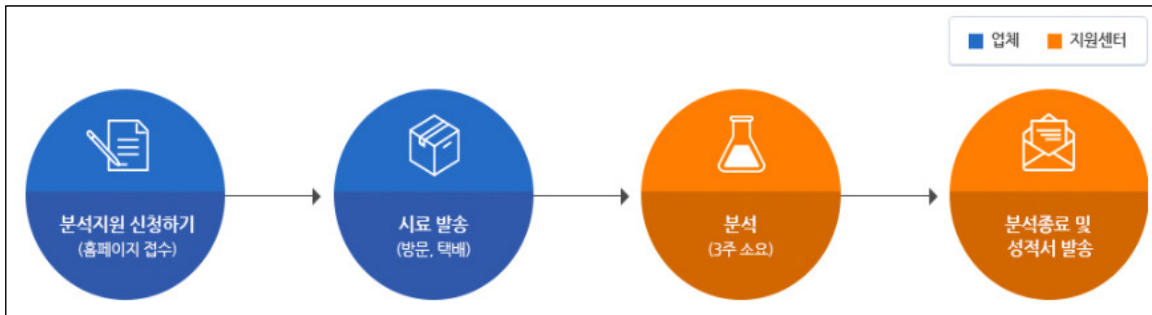 업체 지원센터
분석지원 신청하기
(홈페이지 접수)
시료 발송
(방문, 택배)
분석
(3주 소요)
분석종료 및
성적서 발송